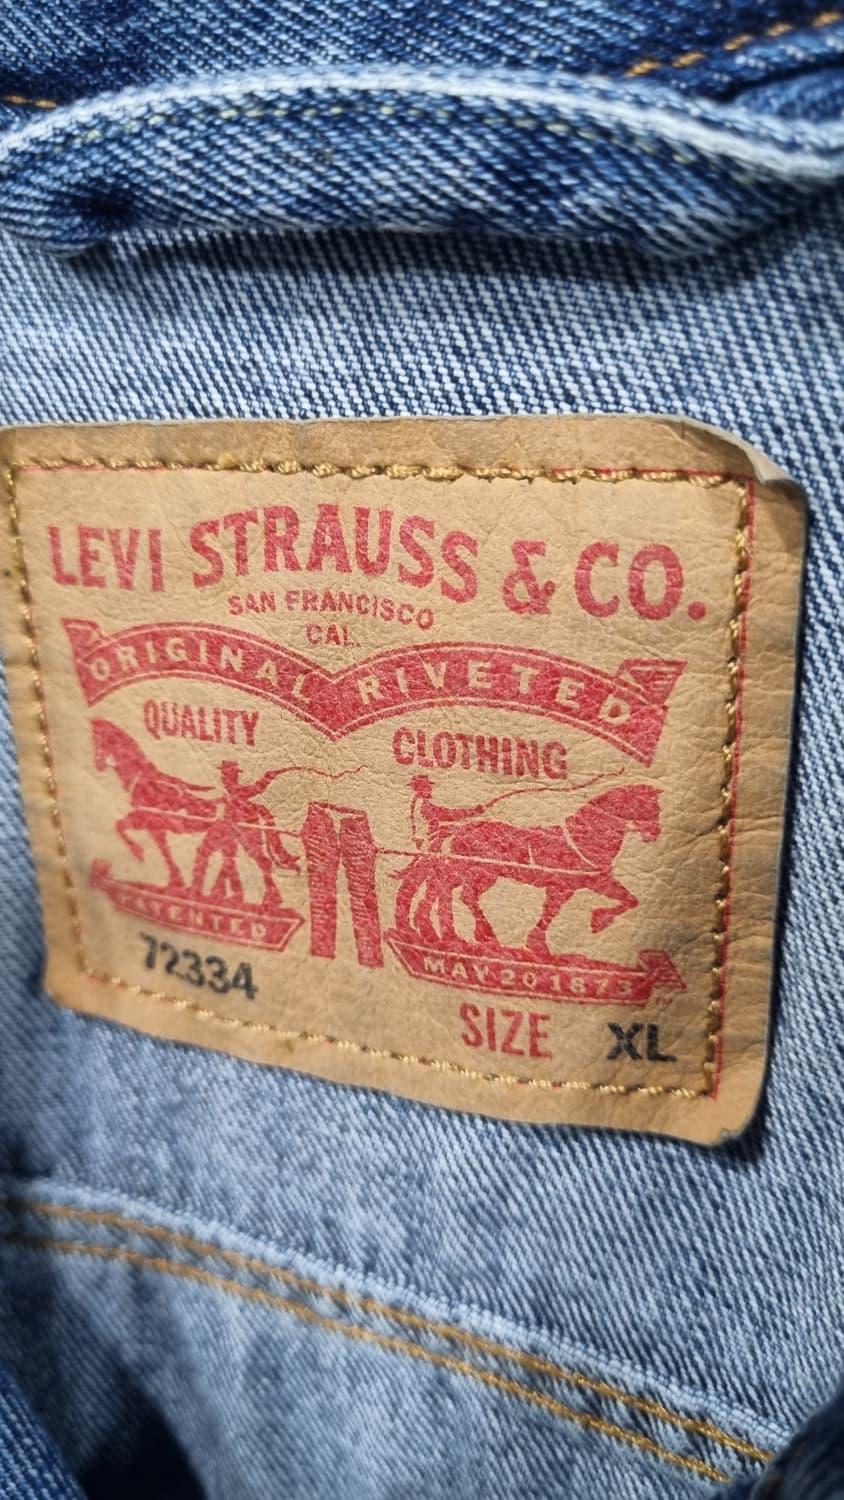 LEVI STRAUSS & CO.
SAN FRANCISCO
CAL.
ORIGINAL RIVETED
QUALITY CLOTHING
PATENTED MAY 20 1873
72334
SIZE XL